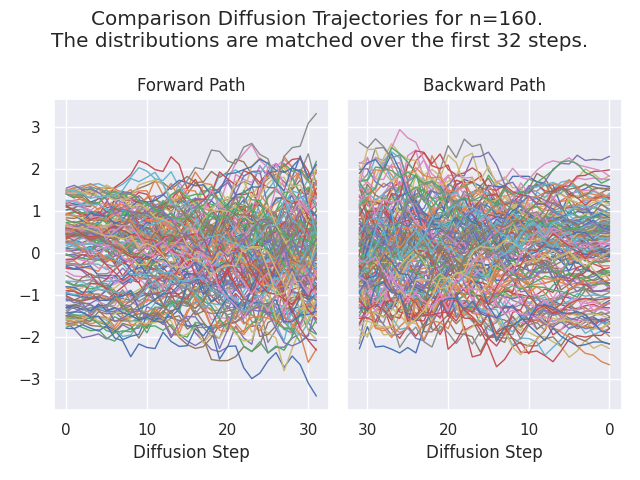 Comparison Diffusion Trajectories for n=160.
The distributions are matched over the first 32 steps.
Forward Path
Backward Path
3
2
1
0
−1
−2
−3
0 10 20 30
30 20 10 0
Diffusion Step
Diffusion Step